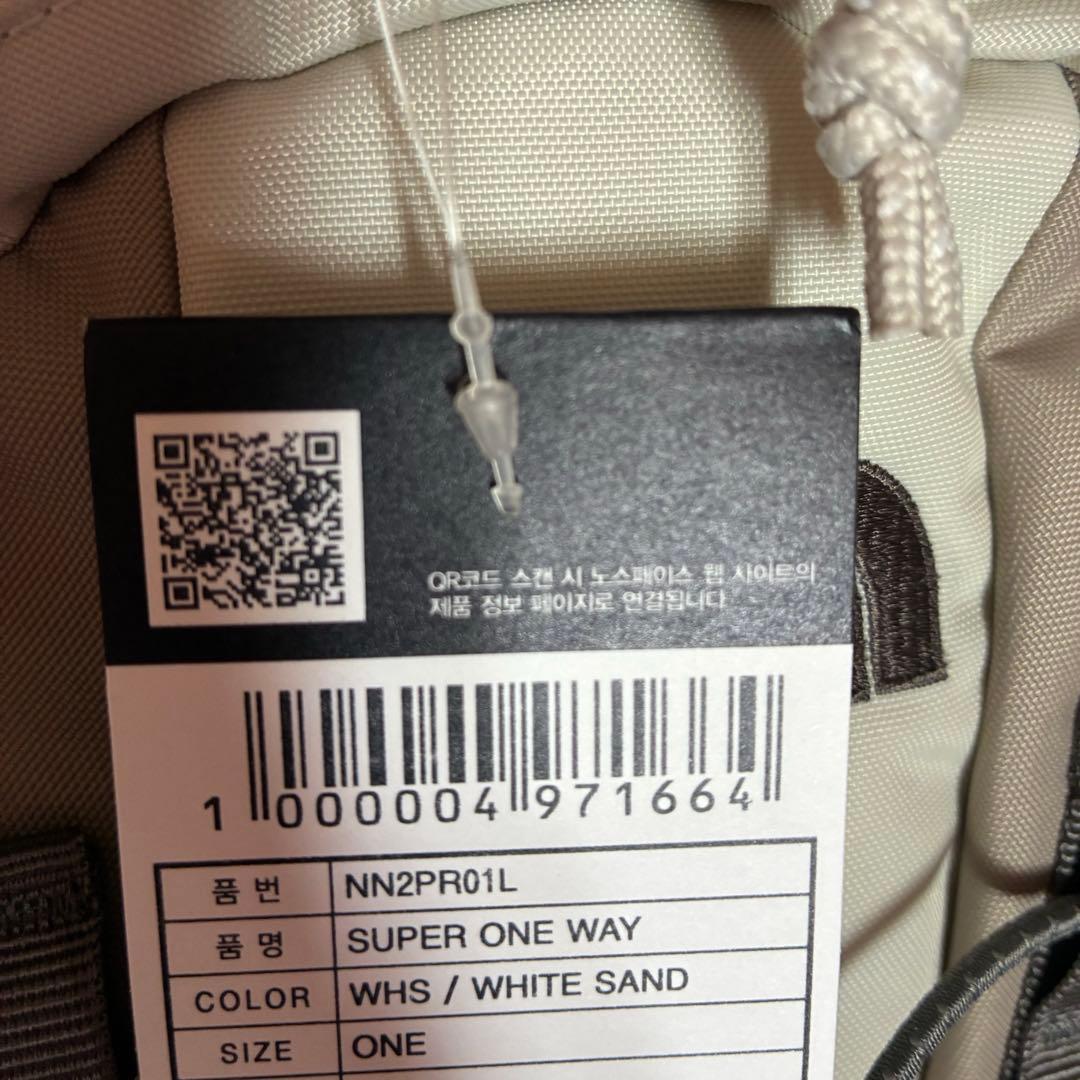 QR코드 스캔 시 노스페이스 웹 사이트의
제품 정보 페이지로 연결됩니다
1 000004 971664
품 번 NN2PR01L
품 명 SUPER ONE WAY
COLOR WHS / WHITE SAND
SIZE ONE